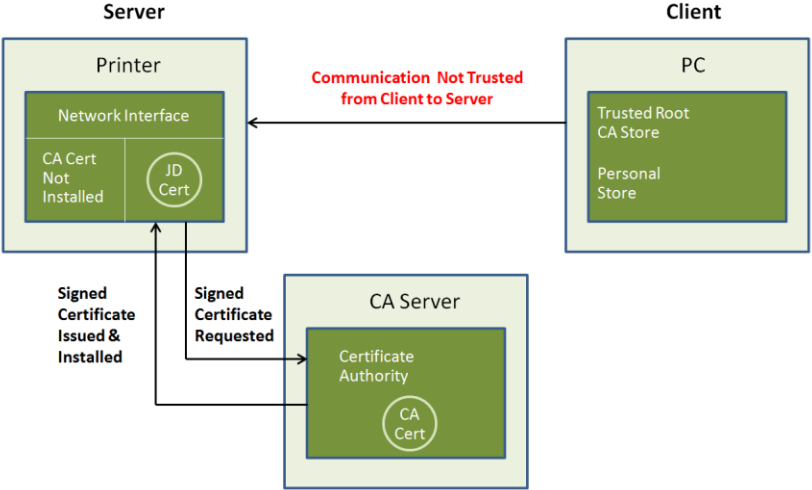 Server
Client
Printer
Network Interface
CA Cert
Not
Installed
JD
Cert
Communication Not Trusted
from Client to Server
PC
Trusted Root
CA Store
Personal
Store
Signed
Certificate
Issued &
Installed
Signed
Certificate
Requested
CA Server
Certificate
Authority
CA
Cert